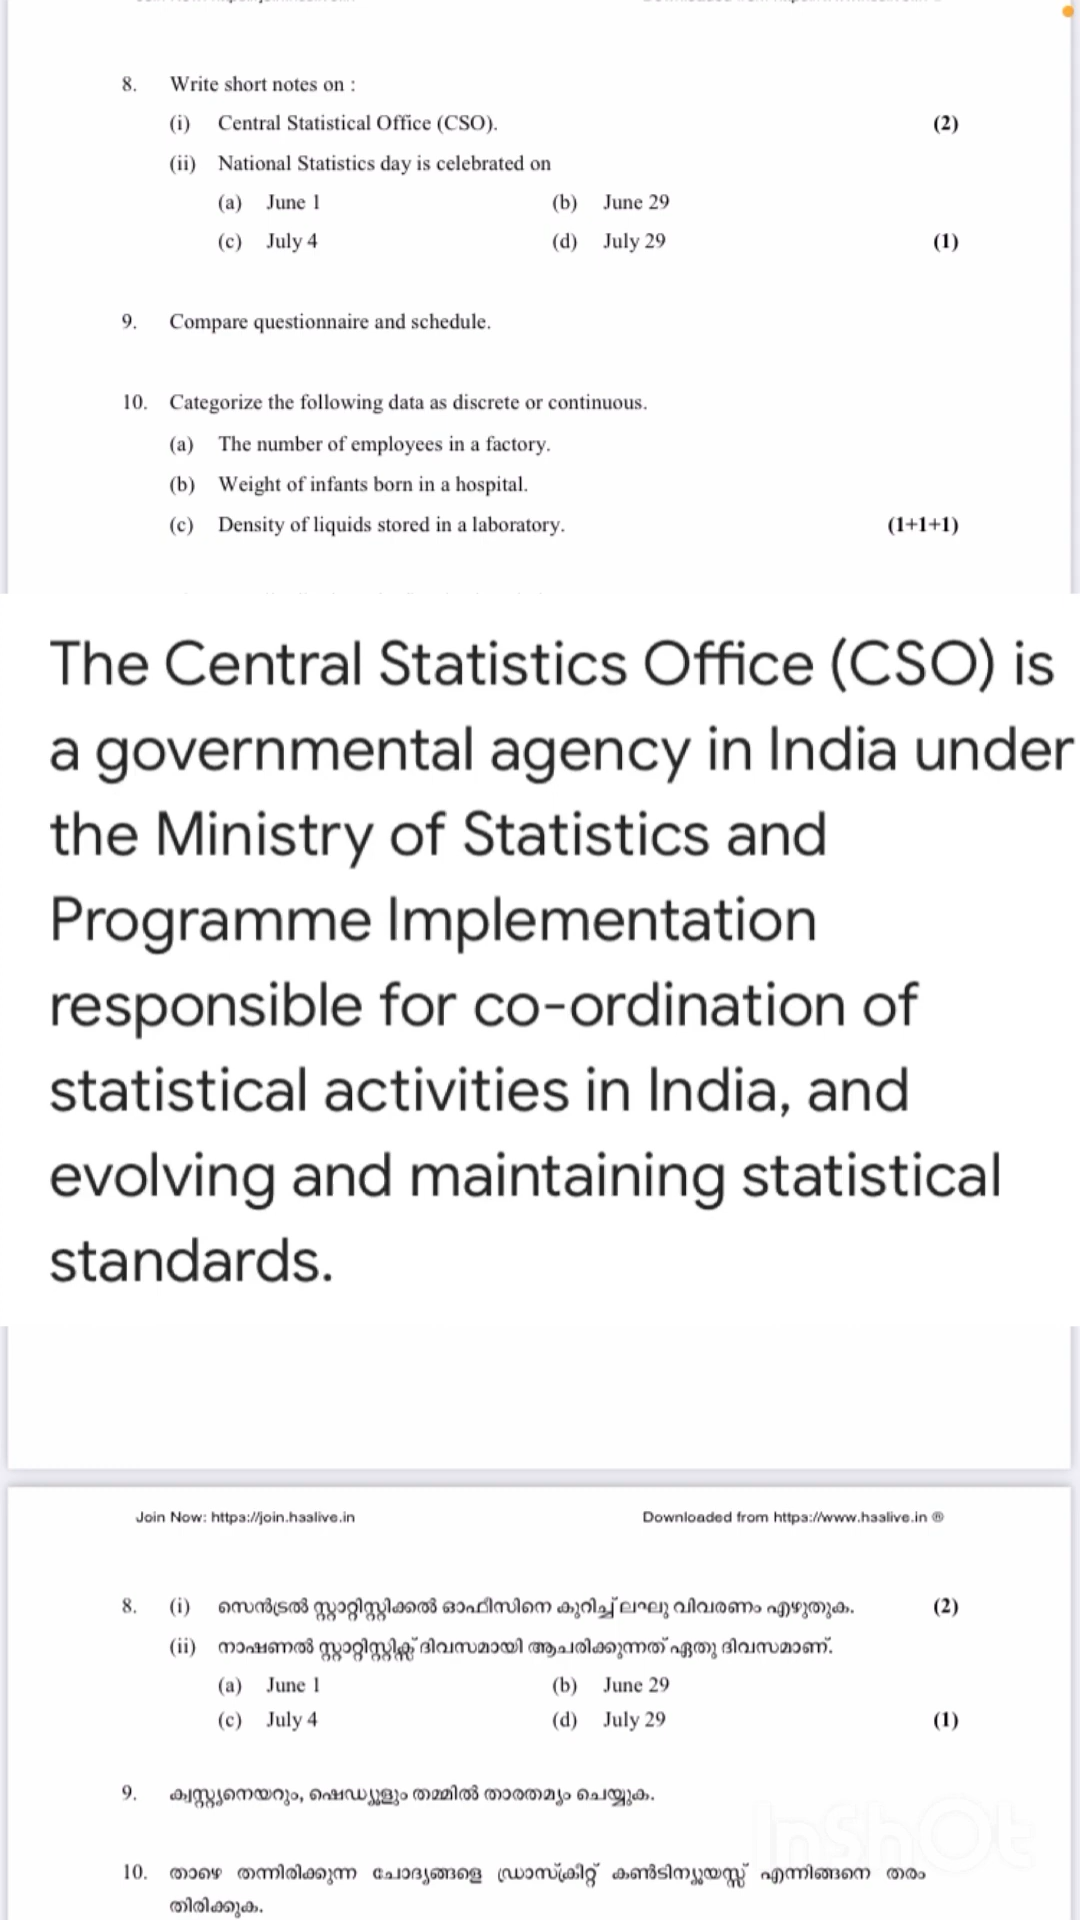 8. Write short notes on :
(i) Central Statistical Office (CSO). (2)
(ii) National Statistics day is celebrated on
(a) June 1 (b) June 29
(c) July 4 (d) July 29 (1)
9. Compare questionnaire and schedule.
10. Categorize the following data as discrete or continuous.
(a) The number of employees in a factory.
(b) Weight of infants born in a hospital.
(c) Density of liquids stored in a laboratory. (1+1+1)
The Central Statistics Office (CSO) is
a governmental agency in India under
the Ministry of Statistics and
Programme Implementation
responsible for co-ordination of
statistical activities in India, and
evolving and maintaining statistical
standards.
Join Now: https://join.hsslive.in Downloaded from https://www.hsslive.in ®
8. (i) സെൻട്രൽ സ്റ്റാറ്റിസ്റ്റിക്കൽ ഓഫിസിനെ കുറിച്ച് ലഘു വിവരണം എഴുതുക. (2)
(ii) നാഷണൽ സ്റ്റാറ്റിസ്റ്റിക്സ് ദിവസമായി ആചരിക്കുന്നത് ഏതു ദിവസമാണ്.
(a) June 1 (b) June 29
(c) July 4 (d) July 29 (1)
9. ക്വസ്റ്റ്യനെയറും, ഷെഡ്യൂളും തമ്മിൽ താരതമ്യം ചെയ്യുക.
10. താഴെ തന്നിരിക്കുന്ന ചോദ്യങ്ങളെ ഡ്രാസ്ക്രിറ്റ് കൺടിന്യൂയസ്സ് എന്നിങ്ങനെ തരം
തിരിക്കുക.
InShOt